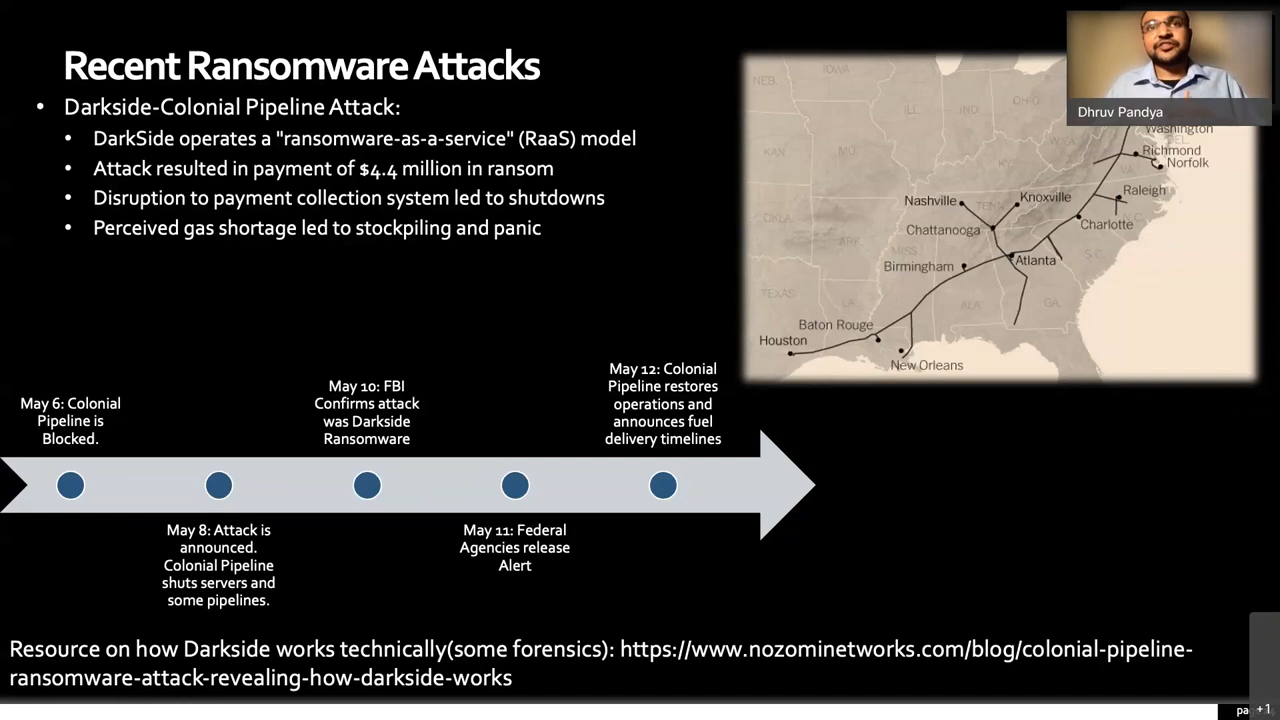 Recent Ransomware Attacks
• Darkside-Colonial Pipeline Attack:
• DarkSide operates a "ransomware-as-a-service" (RaaS) model
• Attack resulted in payment of $4.4 million in ransom
• Disruption to payment collection system led to shutdowns
• Perceived gas shortage led to stockpiling and panic
Dhruv Pandya
NEB.
IOWA
ILL.
IND.
OHIO
KAN.
MO.
KY.
W.VA.
VA.
DEL.
Washington
Richmond
Norfolk
Nashville
Knoxville
Raleigh
TENN.
N.C.
OKLA.
ARK.
Chattanooga
Charlotte
MISS.
S.C.
Birmingham
Atlanta
TEXAS
LA.
ALA.
GA.
Baton Rouge
Houston
New Orleans
May 6: Colonial
Pipeline is
Blocked.
May 8: Attack is
announced.
Colonial Pipeline
shuts servers and
some pipelines.
May 10: FBI
Confirms attack
was Darkside
Ransomware
May 11: Federal
Agencies release
Alert
May 12: Colonial
Pipeline restores
operations and
announces fuel
delivery timelines
Resource on how Darkside works technically(some forensics): https://www.nozominetworks.com/blog/colonial-pipeline-
ransomware-attack-revealing-how-darkside-works
+1